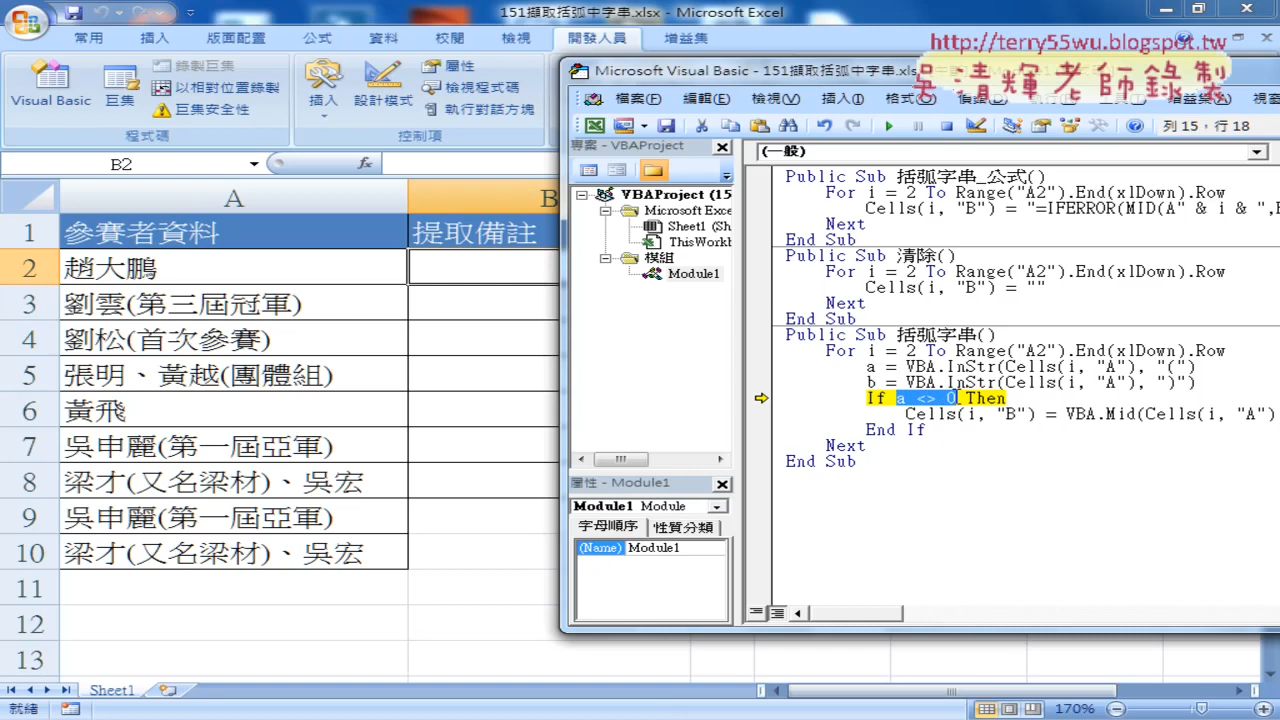 151擷取括弧中字串.xlsx - Microsoft Excel
常用 插入 版面配置 公式 資料 校閱 檢視 開發人員 增益集
http://terry55wu.blogspot.tw
吳清輝老師錄製
Visual Basic
巨集
錄製巨集
以相對位置錄製
巨集安全性
程式碼
插入
設計模式
屬性
檢視程式碼
執行對話方塊
控制項
B2
fx
A B
1 參賽者資料 提取備註
2 趙大鵬
3 劉雲(第三屆冠軍)
4 劉松(首次參賽)
5 張明、黃越(團體組)
6 黃飛
7 吳申麗(第一屆亞軍)
8 梁才(又名梁材)、吳宏
9 吳申麗(第一屆亞軍)
10 梁才(又名梁材)、吳宏
11
12
13
Sheet1
就緒
170%
Microsoft Visual Basic - 151擷取括弧中字串.xls
檔案(F) 編輯(E) 檢視(V) 插入(I) 格式(O)
列 15，行 18
專案 - VBAProject
VBAProject (15
Microsoft Exce
Sheet1 (Sh
ThisWorkb
模組
Module1
屬性 - Module1
Module1 Module
字母順序 性質分類
(Name) Module1
(一般)
Public Sub 括弧字串_公式()
For i = 2 To Range("A2").End(xlDown).Row
Cells(i, "B") = "=IFERROR(MID(A" & i & ",F
Next
End Sub
Public Sub 清除()
For i = 2 To Range("A2").End(xlDown).Row
Cells(i, "B") = ""
Next
End Sub
Public Sub 括弧字串()
For i = 2 To Range("A2").End(xlDown).Row
a = VBA.InStr(Cells(i, "A"), "(")
b = VBA.InStr(Cells(i, "A"), ")")
If a <> 0 Then
Cells(i, "B") = VBA.Mid(Cells(i, "A")
End If
Next
End Sub